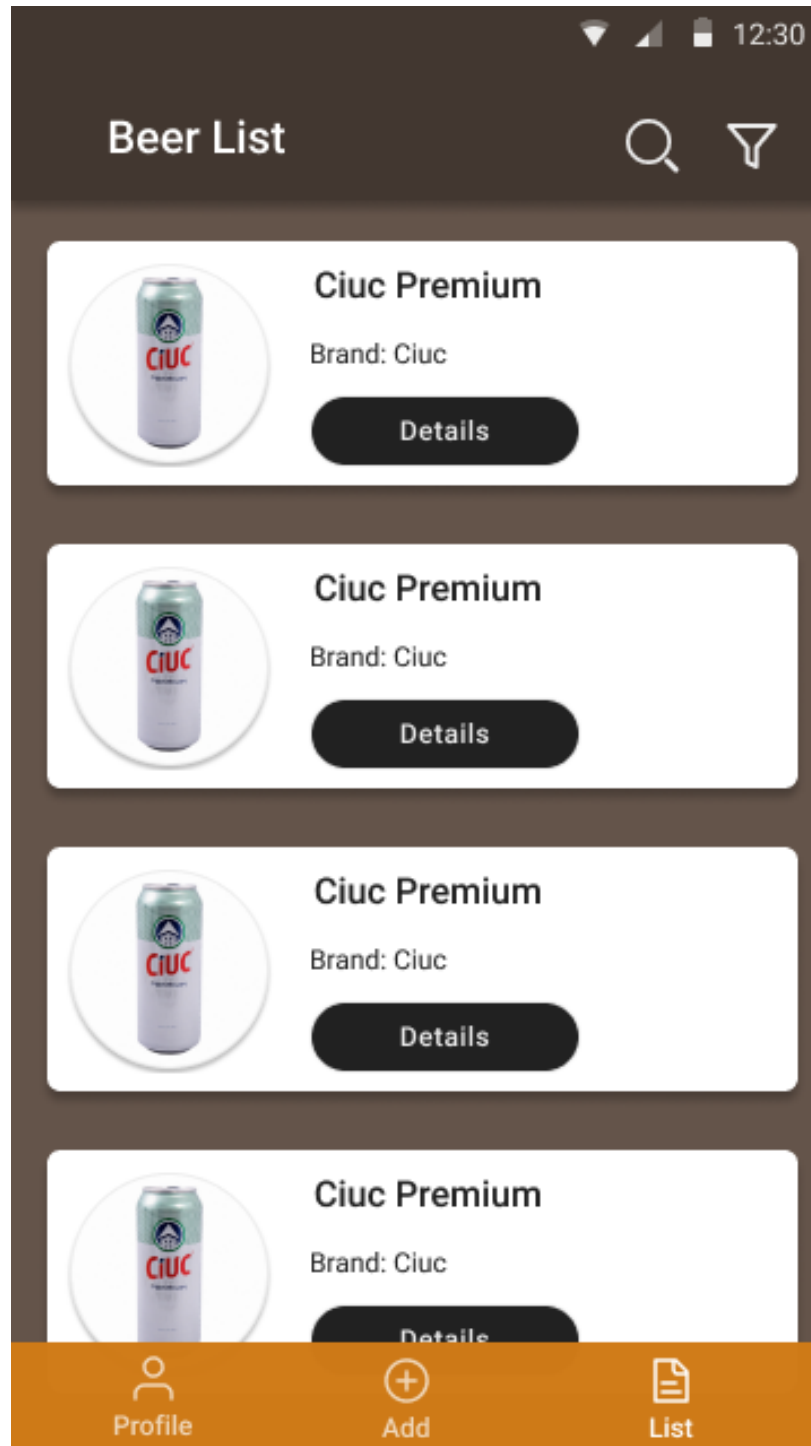 12:30
Beer List
Ciuc Premium
CIUC
Brand: Ciuc
Details
Ciuc Premium
CIUC
Brand: Ciuc
Details
Ciuc Premium
CIUC
Brand: Ciuc
Details
Ciuc Premium
CIUC
Brand: Ciuc
Details
Profile
Add
List